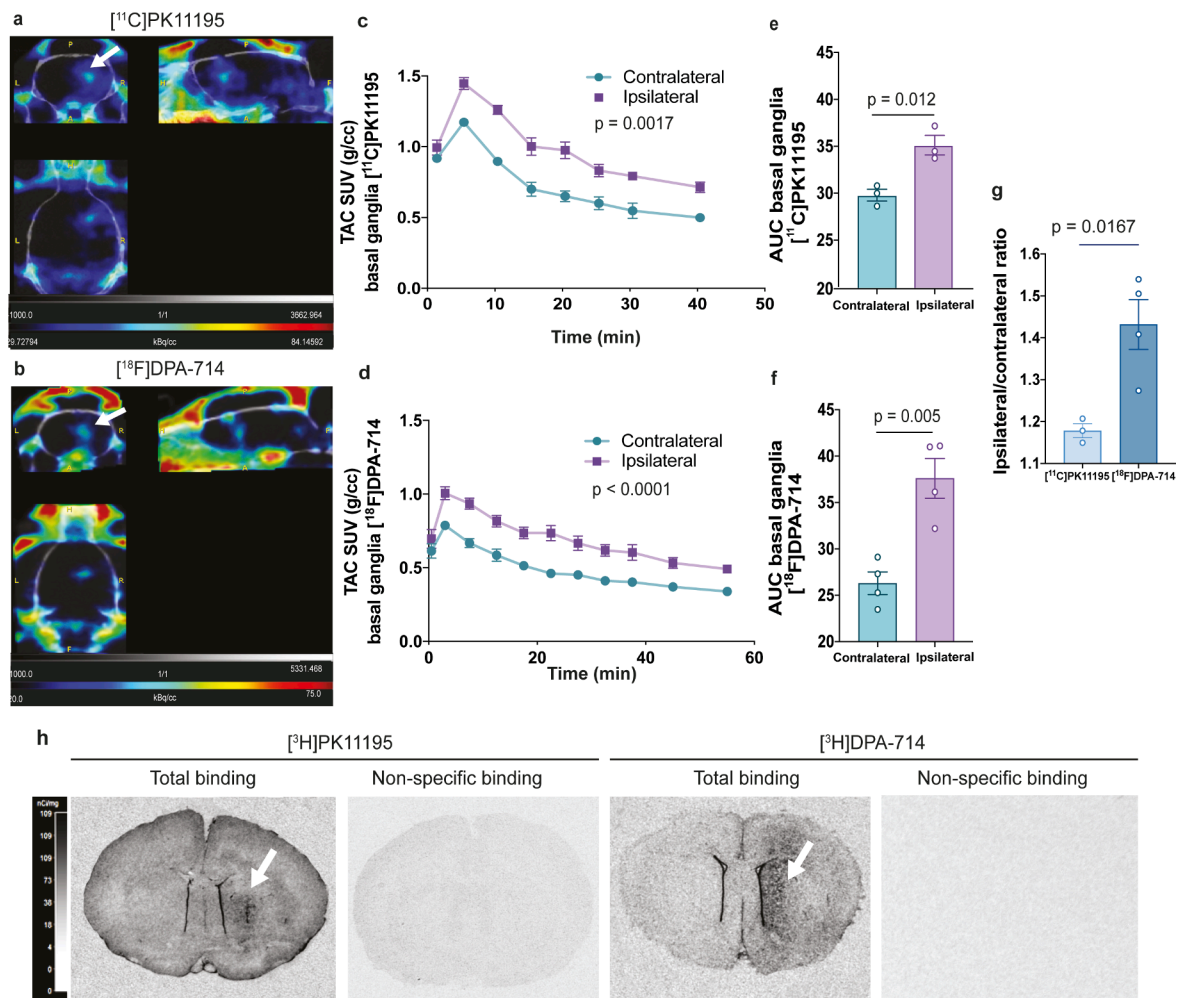 a
[¹¹C]PK11195
P
L
R
A
H
F
A
H
L
R
-1000.0
1/1
3662.964
29.72794
kBq/cc
84.14592
b
[¹⁸F]DPA-714
L
R
A
P
H
F
A
H
L
R
F
1000.0
1/1
5331.468
20.0
kBq/cc
75.0
c
TAC SUV (g/cc)
basal ganglia [¹¹C]PK11195
1.5
1.0
0.5
0.0
0
10
20
30
40
50
Time (min)
Contralateral
Ipsilateral
p = 0.0017
d
TAC SUV (g/cc)
basal ganglia [¹⁸F]DPA-714
1.5
1.0
0.5
0.0
0
20
40
60
Time (min)
Contralateral
Ipsilateral
p < 0.0001
e
AUC basal ganglia
[¹¹C]PK11195
45
40
35
30
25
20
p = 0.012
Contralateral
Ipsilateral
f
AUC basal ganglia
[¹⁸F]DPA-714
45
40
35
30
25
20
p = 0.005
Contralateral
Ipsilateral
g
Ipsilateral/contralateral ratio
p = 0.0167
1.6
1.5
1.4
1.3
1.2
1.1
[¹¹C]PK11195
[¹⁸F]DPA-714
h
[³H]PK11195
[³H]DPA-714
Total binding
Non-specific binding
Total binding
Non-specific binding
nCi/mg
109
109
109
73
38
18
4
0
0